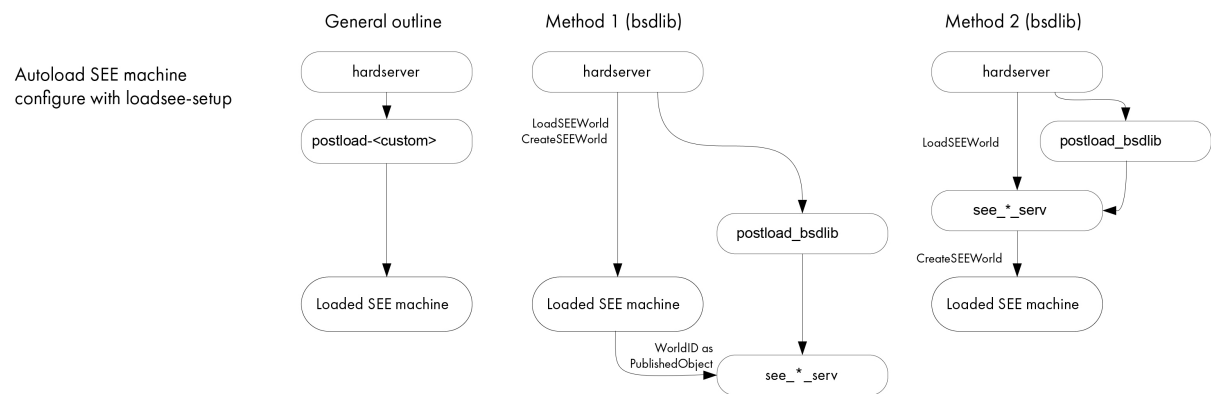 General outline
Method 1 (bsdlib)
Method 2 (bsdlib)
Autoload SEE machine
configure with loadsee-setup
hardserver
postload-<custom>
Loaded SEE machine
hardserver
LoadSEEWorld
CreateSEEWorld
postload_bsdlib
Loaded SEE machine
WorldID as
PublishedObject
see_*_serv
hardserver
LoadSEEWorld
postload_bsdlib
see_*_serv
CreateSEEWorld
Loaded SEE machine